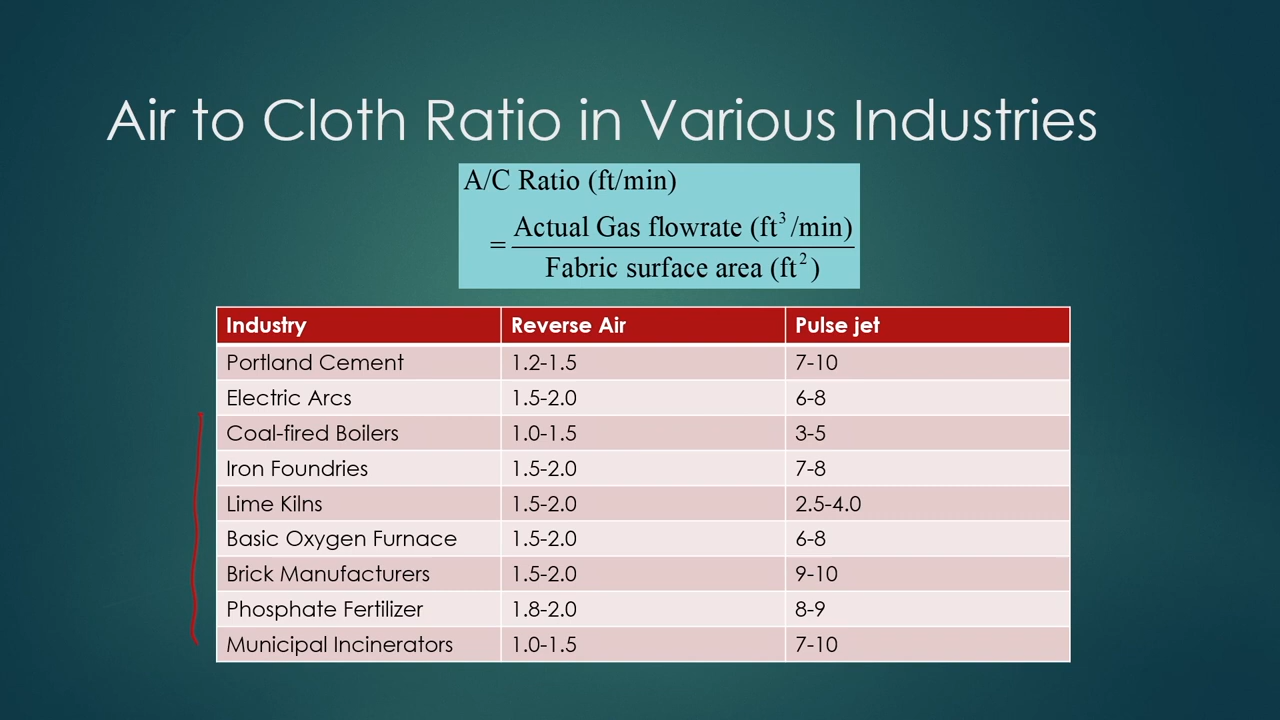 Air to Cloth Ratio in Various Industries
A/C Ratio (ft/min)
= Actual Gas flowrate (ft³/min)
Fabric surface area (ft²)
Industry Reverse Air Pulse jet
Portland Cement 1.2-1.5 7-10
Electric Arcs 1.5-2.0 6-8
Coal-fired Boilers 1.0-1.5 3-5
Iron Foundries 1.5-2.0 7-8
Lime Kilns 1.5-2.0 2.5-4.0
Basic Oxygen Furnace 1.5-2.0 6-8
Brick Manufacturers 1.5-2.0 9-10
Phosphate Fertilizer 1.8-2.0 8-9
Municipal Incinerators 1.0-1.5 7-10